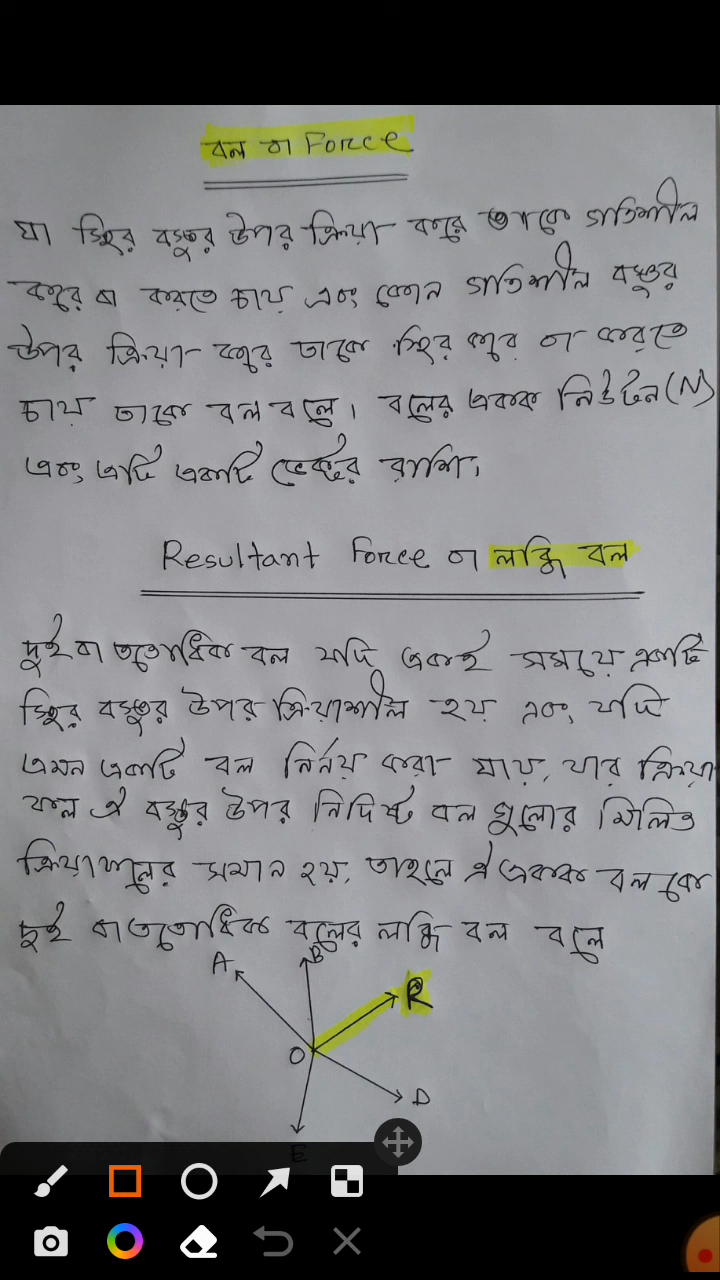 বল বা Force
যা স্থির বস্তুর উপর ক্রিয়া করে তাকে গতিশীল
করে বা করতে চায় এবং কোন গতিশীল বস্তুর
উপর ক্রিয়া করে তাকে স্থির করে বা করতে
চায় তাকে বল বলে। বলের একক নিউটন (N)
এবং এটি একটি ভেক্টর রাশি।
Resultant Force বা লব্ধি বল
দুই বা ততোধিক বল যদি একই সময়ে একটি
স্থির বস্তুর উপর ক্রিয়াশীল হয় এবং যদি
এমন একটি বল নির্নয় করা যায়, যার ক্রিয়া
ফল ঐ বস্তুর উপর নির্দিষ্ট বল গুলোর মিলিত
ক্রিয়াফলের সমান হয়, তাহলে ঐ একক বলকে
দুই বা ততোধিক বলের লব্ধি বল বলে
A B R
O
D
E